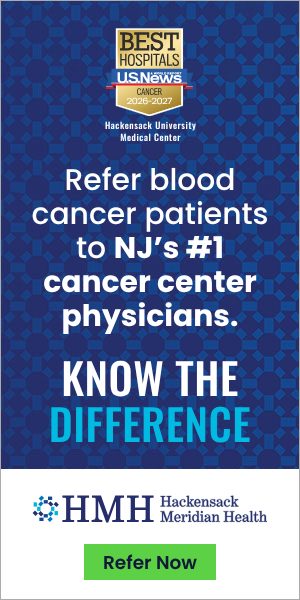 BEST
HOSPITALS
U.S.News
CANCER
2026-2027
Hackensack University
Medical Center
Refer blood
cancer patients
to NJ’s #1
cancer center
physicians.
KNOW THE
DIFFERENCE
HMH Hackensack
Meridian Health
Refer Now